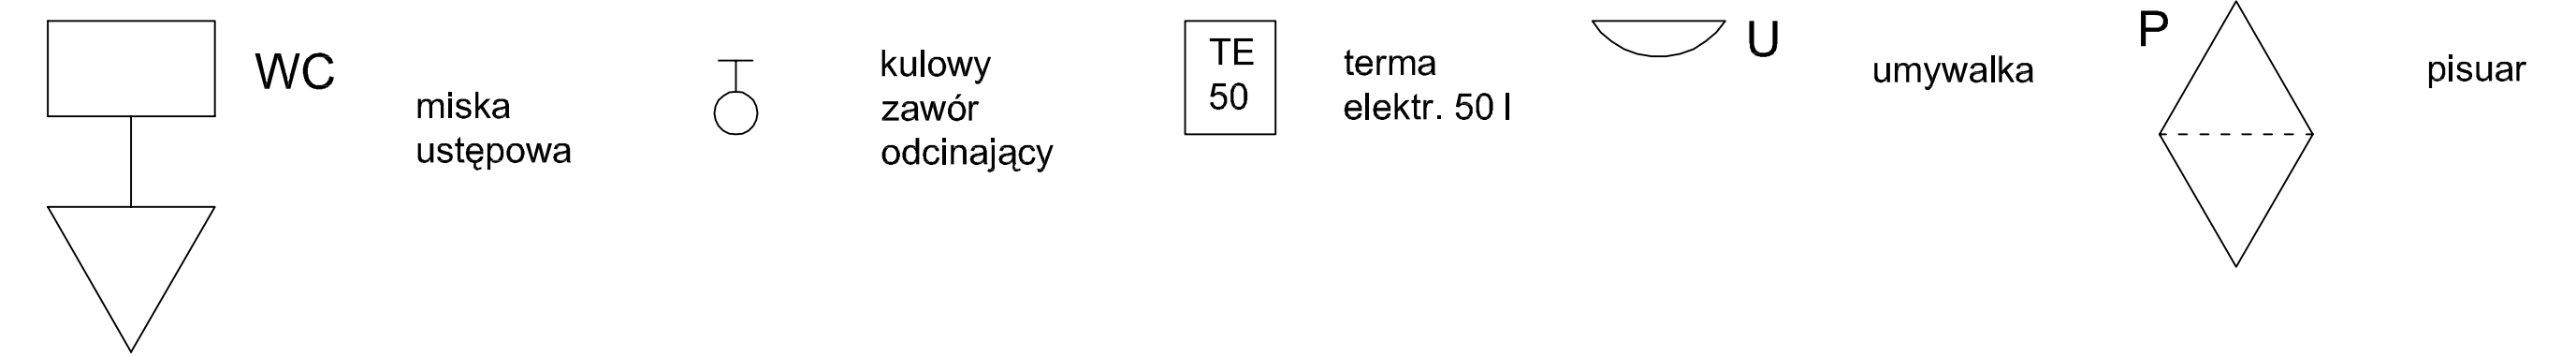 WC
miska
ustępowa
kulowy
zawór
odcinający
TE
50
terma
elektr. 50 l
U
umywalka
P
pisuar